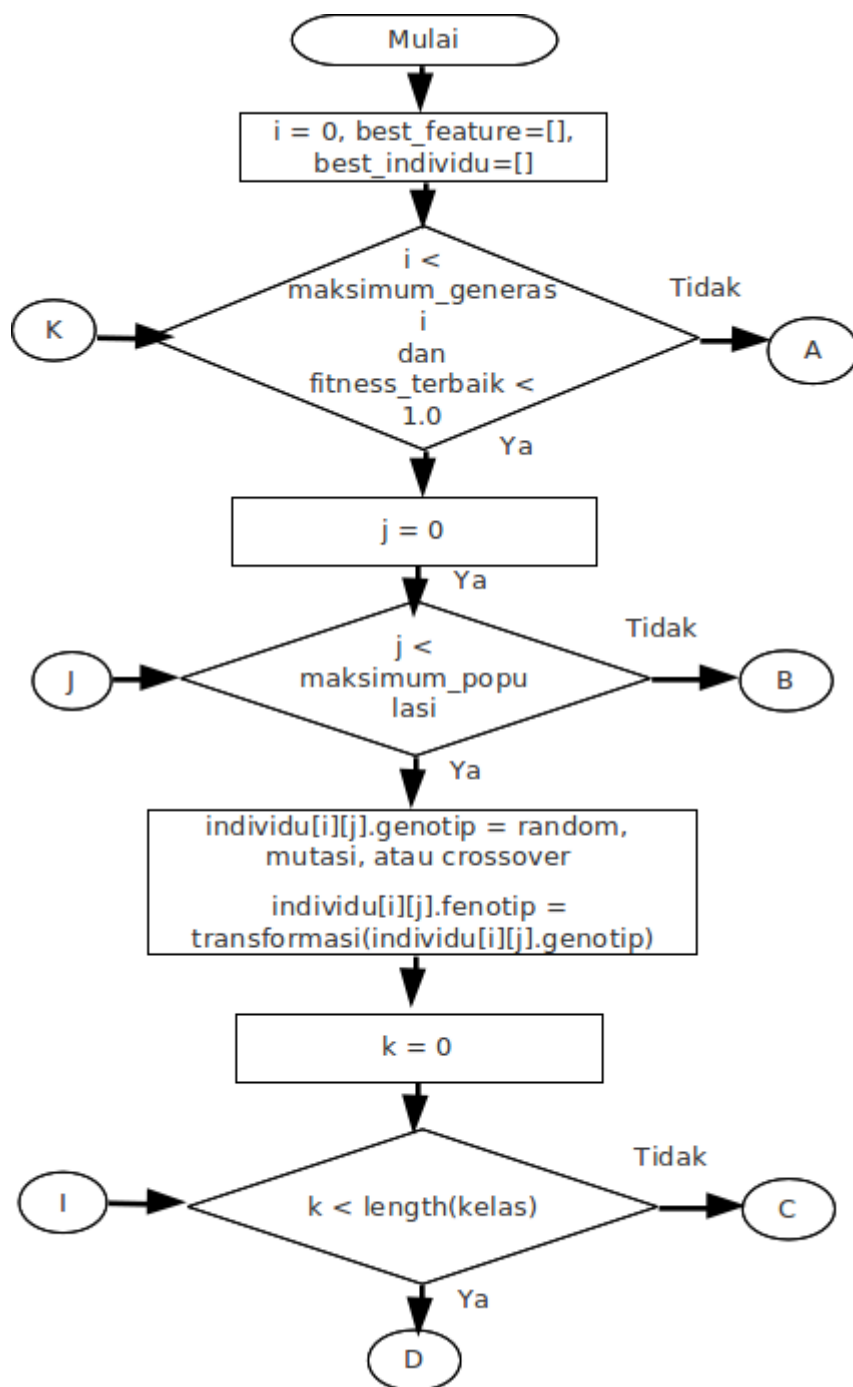 Mulai
i = 0, best_feature=[],
best_individu=[]
i <
maksimum_generas
i
dan
fitness_terbaik <
1.0
Tidak
K
A
Ya
j = 0
Ya
j <
maksimum_popu
lasi
Tidak
J
B
Ya
individu[i][j].genotip = random,
mutasi, atau crossover
individu[i][j].fenotip =
transformasi(individu[i][j].genotip)
k = 0
Tidak
I
k < length(kelas)
C
Ya
D